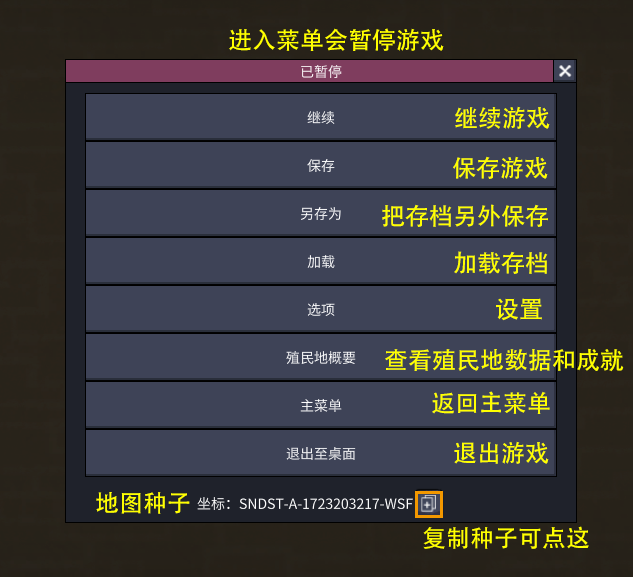 进入菜单会暂停游戏
已暂停
继续 继续游戏
保存 保存游戏
另存为 把存档另外保存
加载 加载存档
选项 设置
殖民地概要 查看殖民地数据和成就
主菜单 返回主菜单
退出至桌面 退出游戏
地图种子 坐标: SNDST-A-1723203217-WSF
复制种子可点这